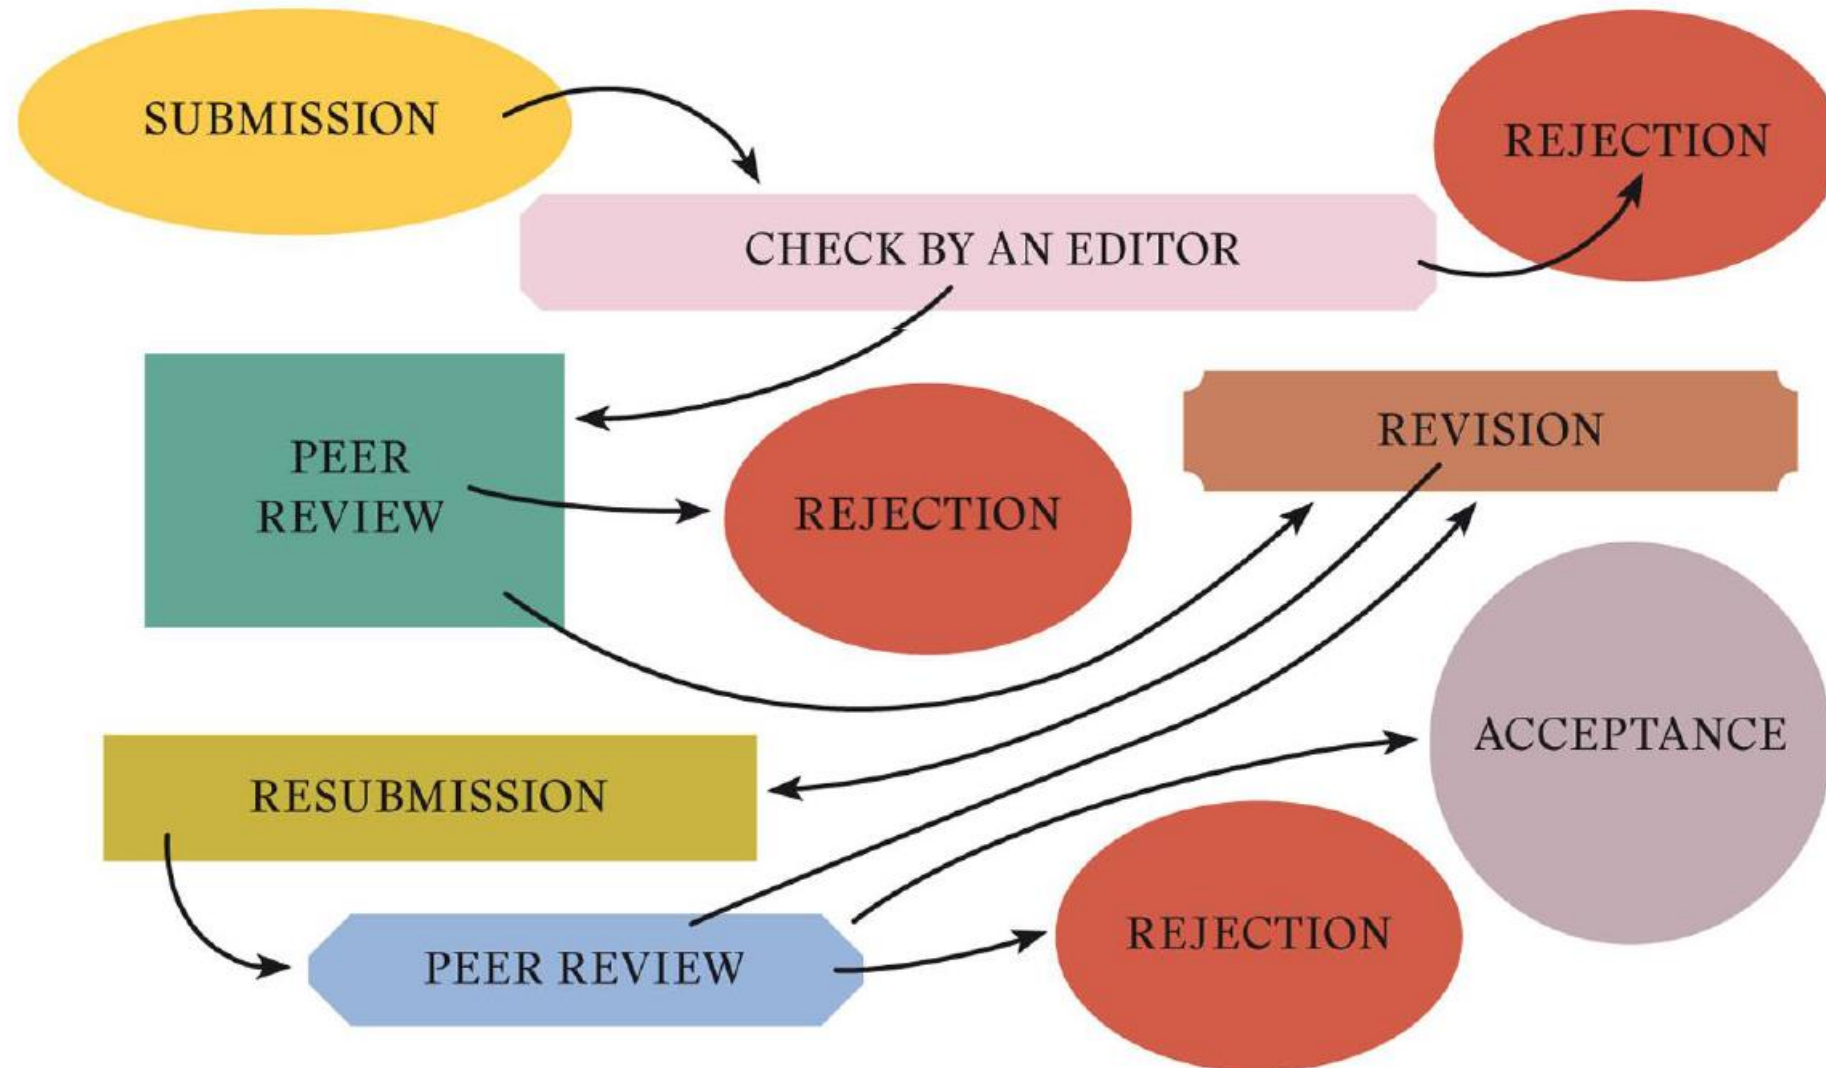 SUBMISSION
REJECTION
CHECK BY AN EDITOR
PEER
REVIEW
REJECTION
REVISION
ACCEPTANCE
RESUBMISSION
PEER REVIEW
REJECTION